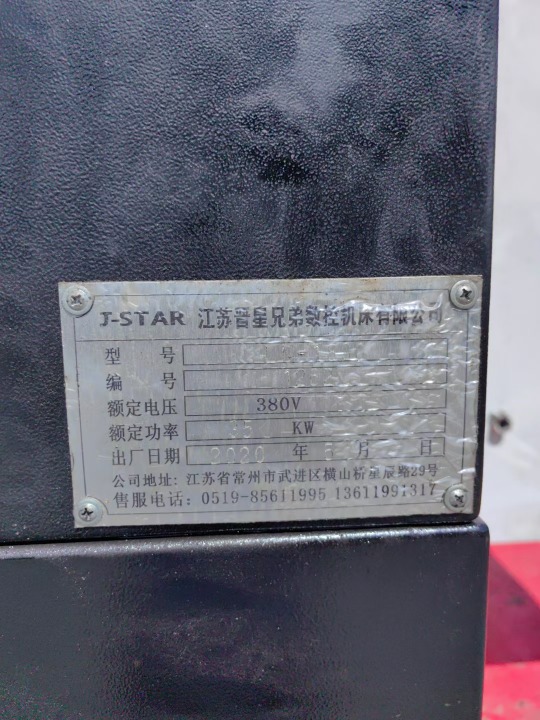 J-STAR 江苏晋星兄弟数控机床有限公司
型 号
编 号
额定电压 380V
额定功率 KW
出厂日期 2020 年 月 日
公司地址: 江苏省常州市武进区横山桥星辰路29号
售服电话: 0519-85611995 13611991317